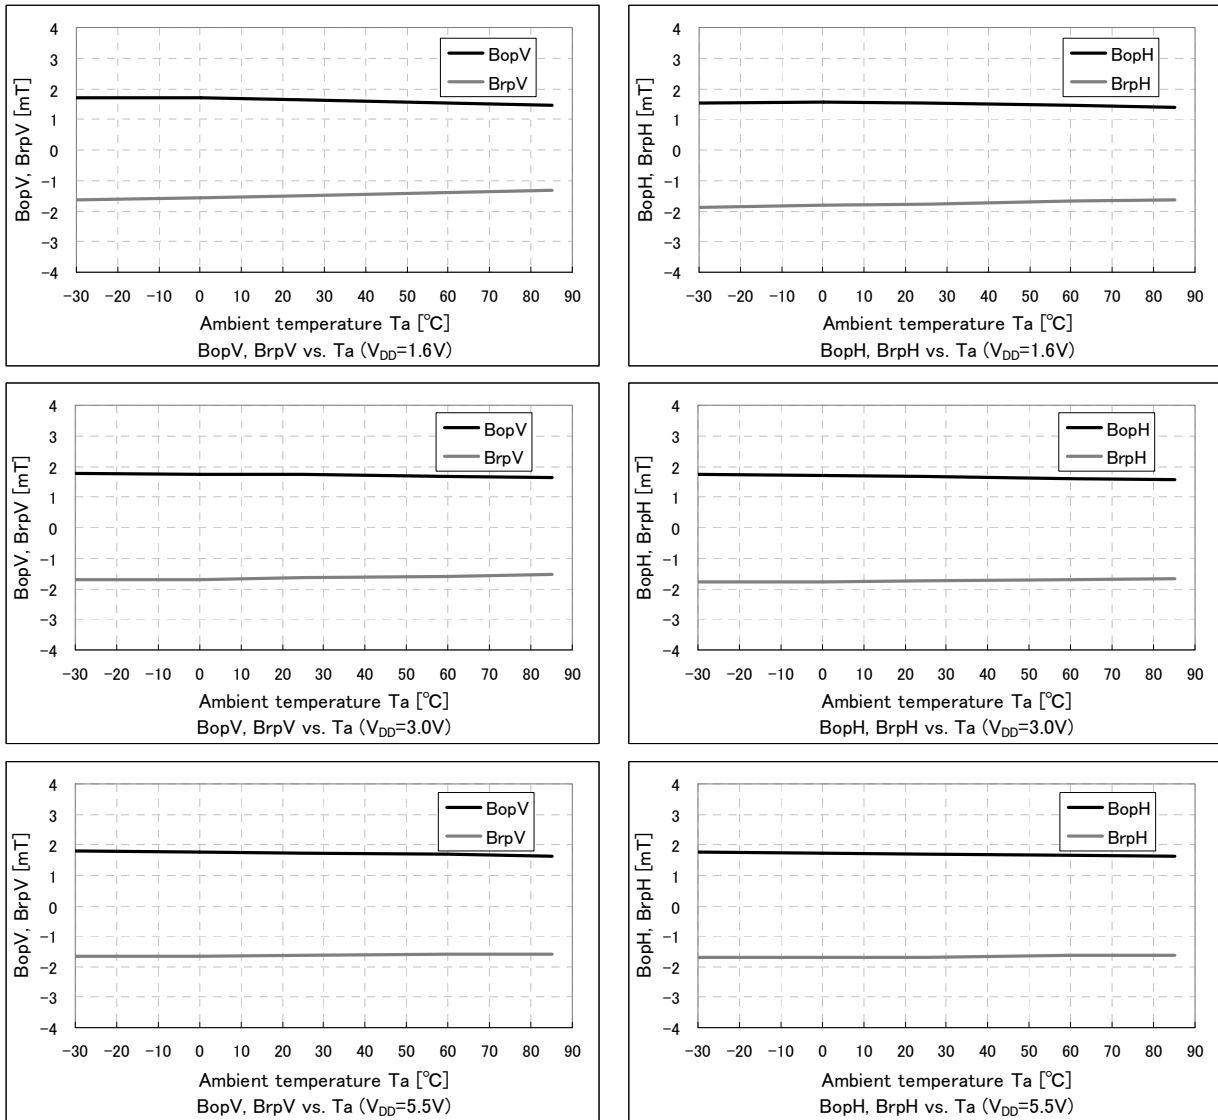 BopV, BrpV [mT]
4
3
2
1
0
−1
−2
−3
−4
BopV
BrpV
−30 −20 −10 0 10 20 30 40 50 60 70 80 90
Ambient temperature Ta [℃]
BopV, BrpV vs. Ta (VDD=1.6V)
BopH, BrpH [mT]
4
3
2
1
0
−1
−2
−3
−4
BopH
BrpH
−30 −20 −10 0 10 20 30 40 50 60 70 80 90
Ambient temperature Ta [℃]
BopH, BrpH vs. Ta (VDD=1.6V)
BopV, BrpV [mT]
4
3
2
1
0
−1
−2
−3
−4
BopV
BrpV
−30 −20 −10 0 10 20 30 40 50 60 70 80 90
Ambient temperature Ta [℃]
BopV, BrpV vs. Ta (VDD=3.0V)
BopH, BrpH [mT]
4
3
2
1
0
−1
−2
−3
−4
BopH
BrpH
−30 −20 −10 0 10 20 30 40 50 60 70 80 90
Ambient temperature Ta [℃]
BopH, BrpH vs. Ta (VDD=3.0V)
BopV, BrpV [mT]
4
3
2
1
0
−1
−2
−3
−4
BopV
BrpV
−30 −20 −10 0 10 20 30 40 50 60 70 80 90
Ambient temperature Ta [℃]
BopV, BrpV vs. Ta (VDD=5.5V)
BopH, BrpH [mT]
4
3
2
1
0
−1
−2
−3
−4
BopH
BrpH
−30 −20 −10 0 10 20 30 40 50 60 70 80 90
Ambient temperature Ta [℃]
BopH, BrpH vs. Ta (VDD=5.5V)